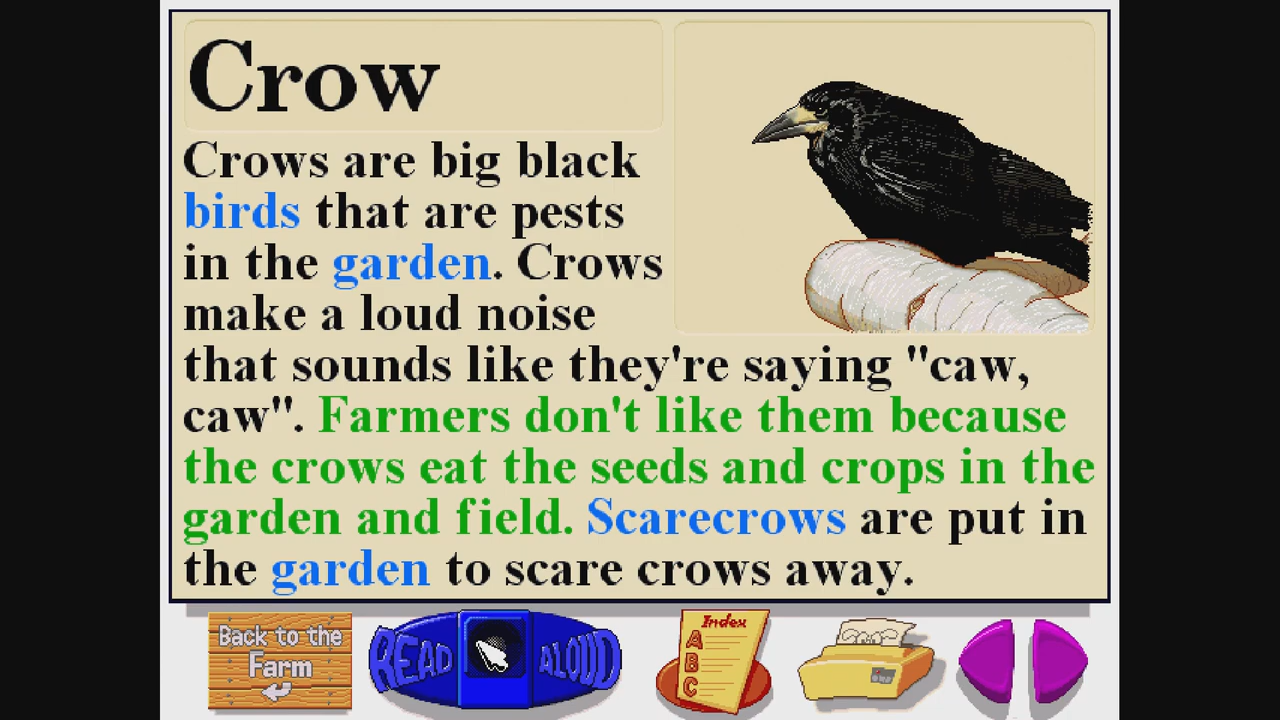 Crow
Crows are big black
birds that are pests
in the garden. Crows
make a loud noise
that sounds like they're saying "caw,
caw". Farmers don't like them because
the crows eat the seeds and crops in the
garden and field. Scarecrows are put in
the garden to scare crows away.
Back to the
Farm
READ ALOUD
Index
A
B
C